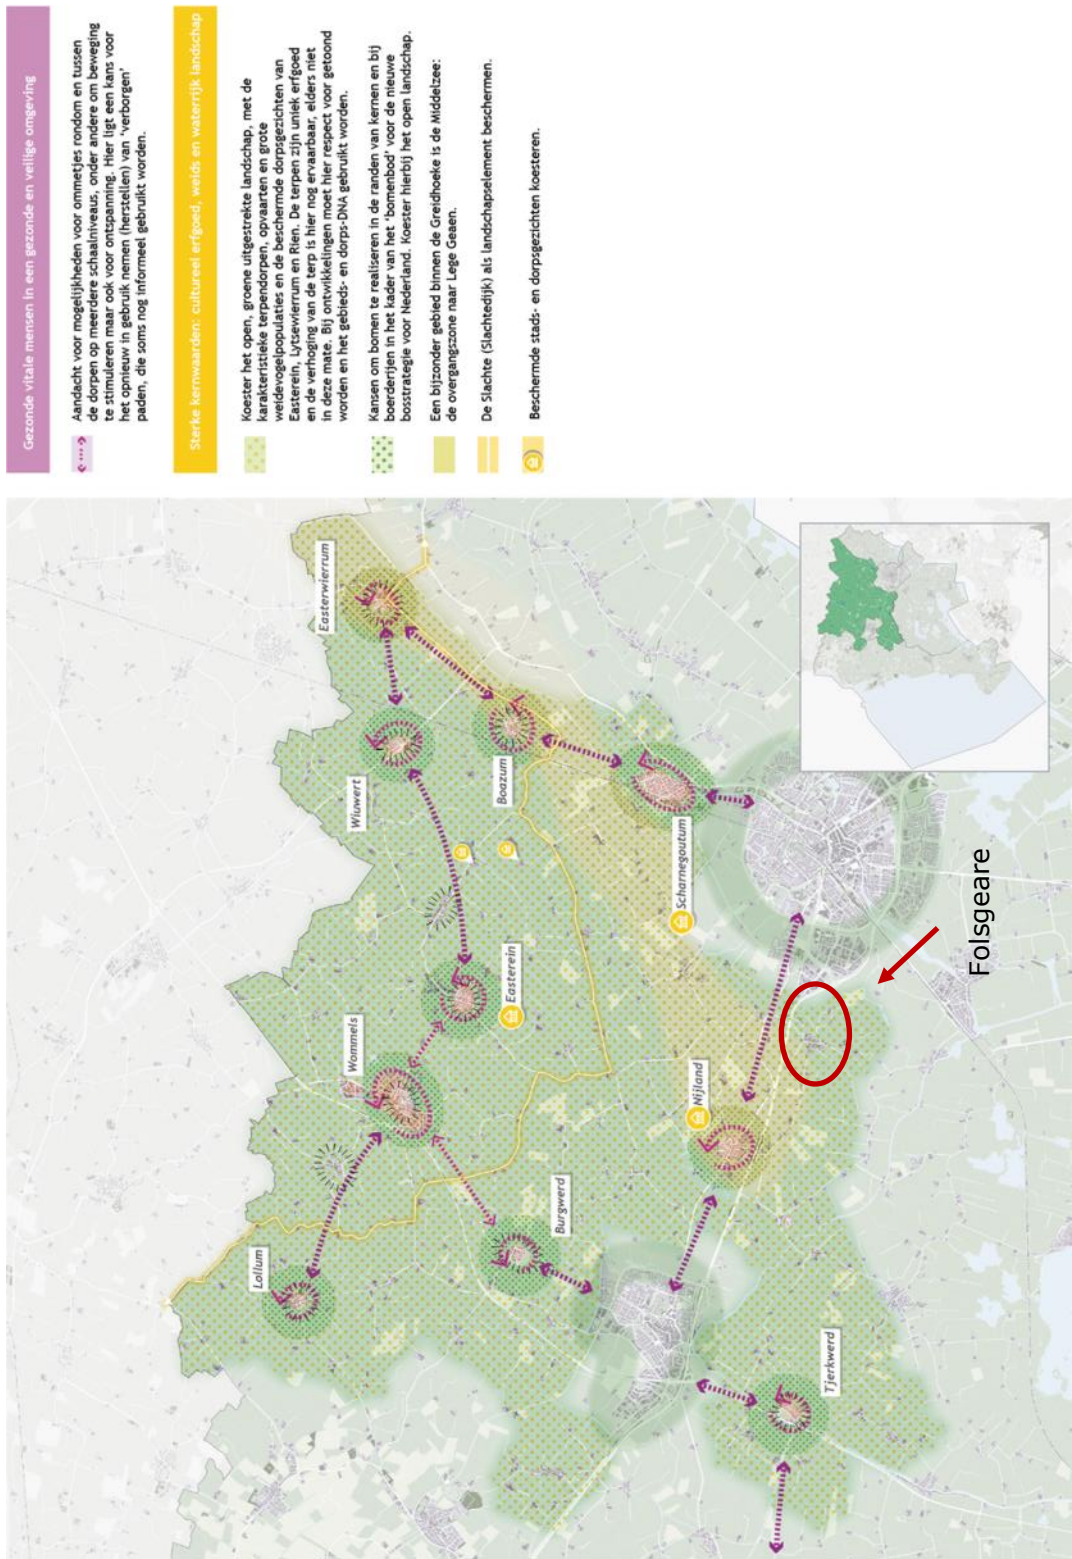 Gezonde vitale mensen in een gezonde en veilige omgeving
Aandacht voor mogelijkheden voor ommetjes rondom en tussen
de dorpen op meerdere schaalniveaus, onder andere om beweging
te stimuleren maar ook voor ontspanning. Hier ligt een kans voor
het opnieuw in gebruik nemen (herstellen) van ‘verborgen’
paden, die soms nog informeel gebruikt worden.
Sterke kernwaarden: cultureel erfgoed, weids en waterrijk landschap
Koester het open, groene uitgestrekte landschap, met de
karakteristieke terpendorpen, opvaarten en grote
weidevogelpopulaties en de beschermde dorpsgezichten van
Easterein, Lytsewierrum en Rien. De terpen zijn uniek erfgoed
en de verhoging van de terp is hier nog ervaarbaar, elders niet
in deze mate. Bij ontwikkelingen moet hier respect voor getoond
worden en het gebieds- en dorps-DNA gebruikt worden.
Kansen om bomen te realiseren in de randen van kernen en bij
boerderijen in het kader van het ‘bomenbod’ voor de nieuwe
bosstrategie voor Nederland. Koester hierbij het open landschap.
Een bijzonder gebied binnen de Greidhoeke is de Middelzee:
de overgangszone naar Lege Geaen.
De Slachte (Slachtedijk) als landschapselement beschermen.
Beschermde stads- en dorpsgezichten koesteren.
Easterwierrum
Wiuwert
Boazum
Wommels
Scharnegoutum
Easterein
Lollum
Nijland
Burgwerd
Folsgeare
Tjerkwerd